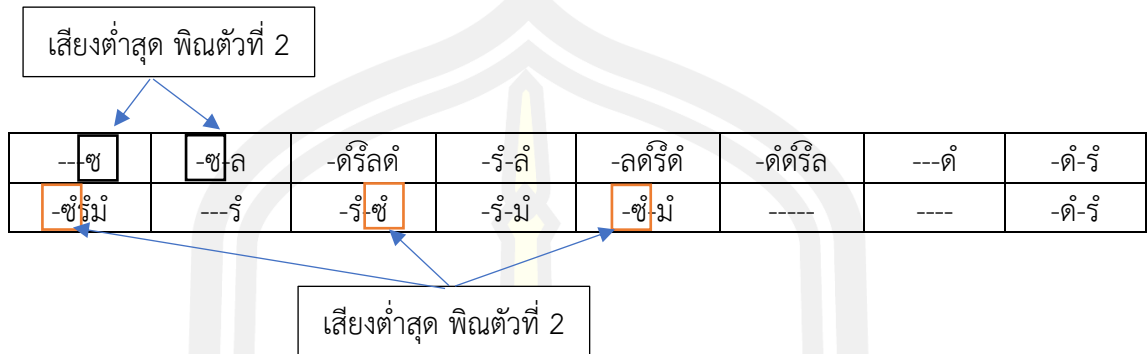 เสียงต่ำสุด พิณตัวที่ 2
---ซ -ซ-ล -ดํรํลดํ -รํ-ลํ -ลดํรํดํ -ดํดํรํล ---ดํ -ดํ-รํ
-ซํรํมํ ---รํ -รํ-ซํ -รํ-มํ -ซํ-มํ ----- ---- -ดํ-รํ
เสียงต่ำสุด พิณตัวที่ 2